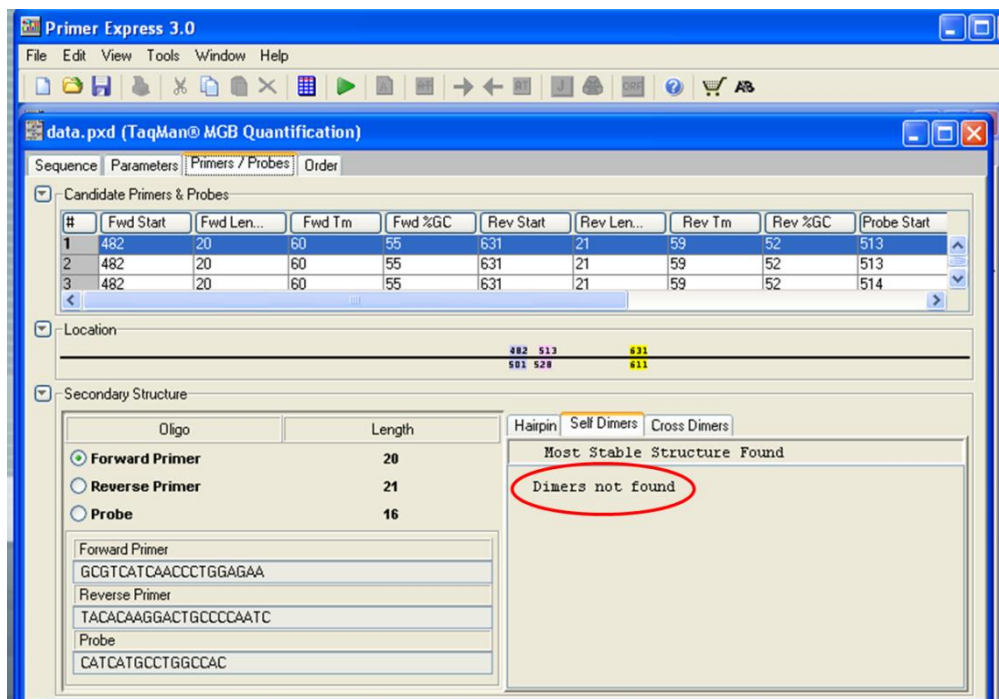 Primer Express 3.0
File Edit View Tools Window Help
data.pxd (TaqMan® MGB Quantification)
Sequence Parameters Primers / Probes Order
Candidate Primers & Probes
# Fwd Start Fwd Len... Fwd Tm Fwd %GC Rev Start Rev Len... Rev Tm Rev %GC Probe Start
1 482 20 60 55 631 21 59 52 513
2 482 20 60 55 631 21 59 52 513
3 482 20 60 55 631 21 59 52 514
Location
482 513 631
501 528 611
Secondary Structure
Oligo Length
Forward Primer 20
Reverse Primer 21
Probe 16
Forward Primer
GCGTCATCAACCCTGGAGAA
Reverse Primer
TACACAAGGACTGCCCCAATC
Probe
CATCATGCCTGGCCAC
Hairpin Self Dimers Cross Dimers
Most Stable Structure Found
Dimers not found